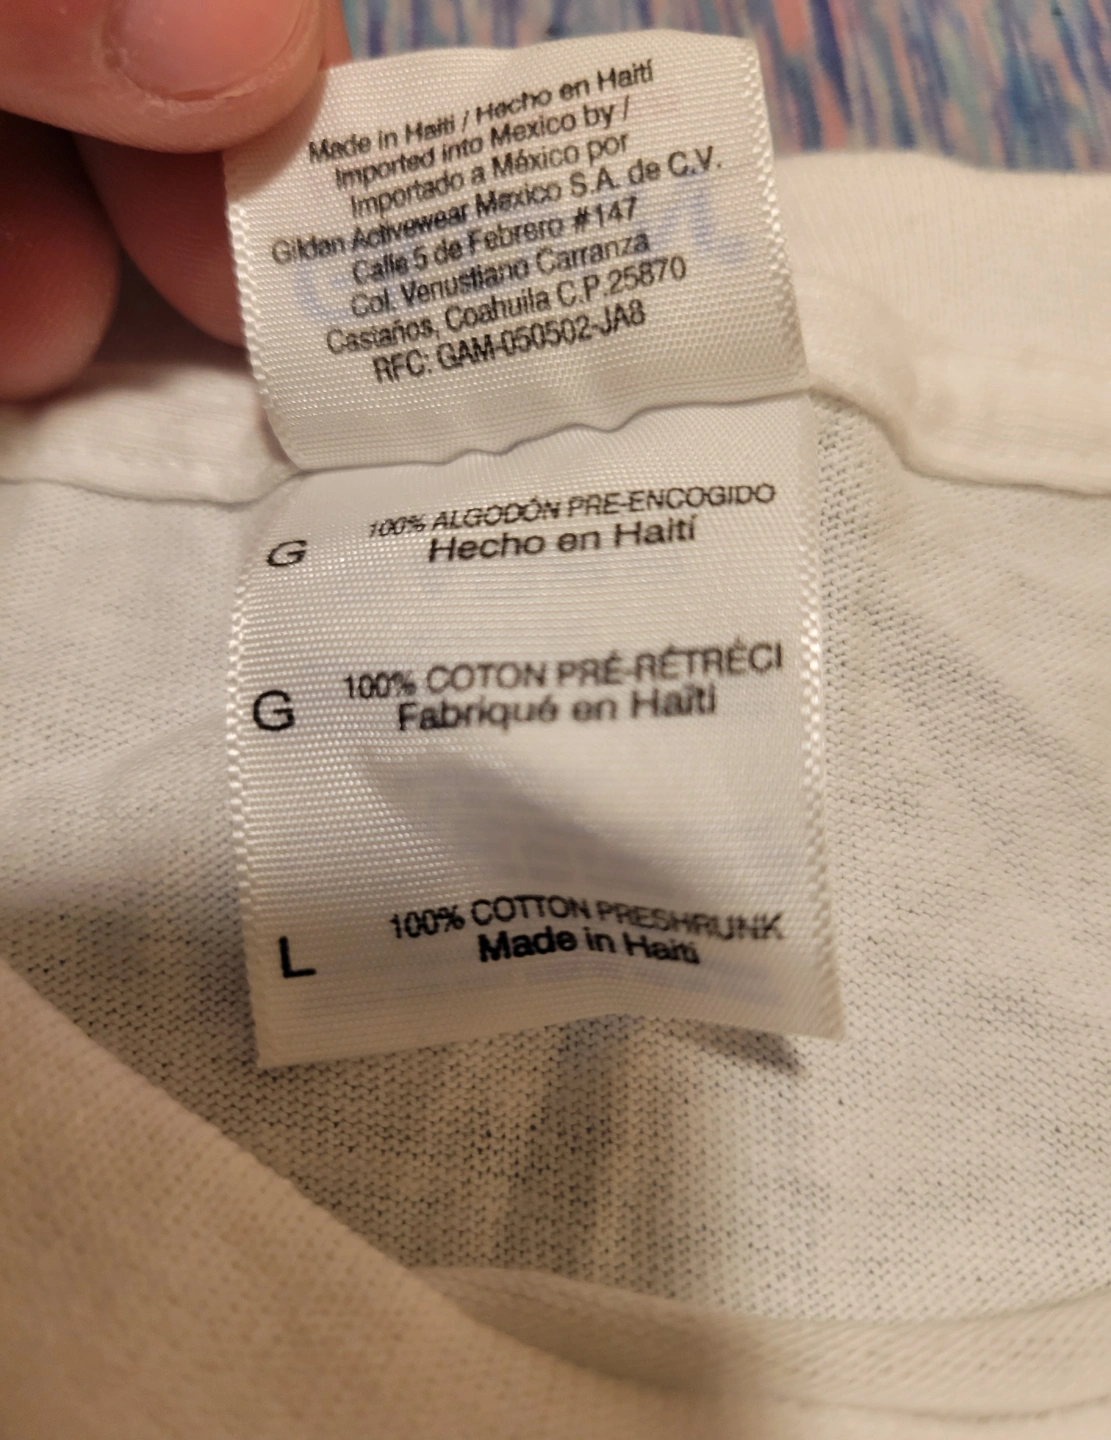 Made in Haiti / Hecho en Haití
Imported into Mexico by /
Importado a México por
Gildan Activewear Mexico S.A. de C.V.
Calle 5 de Febrero #147
Col. Venustiano Carranza
Castaños, Coahuila C.P.25870
RFC: GAM-050502-JA8
100% ALGODÓN PRE-ENCOGIDO
G Hecho en Haití
100% COTON PRÉ-RÉTRÉCI
G Fabriqué en Haïti
100% COTTON PRESHRUNK
L Made in Haiti